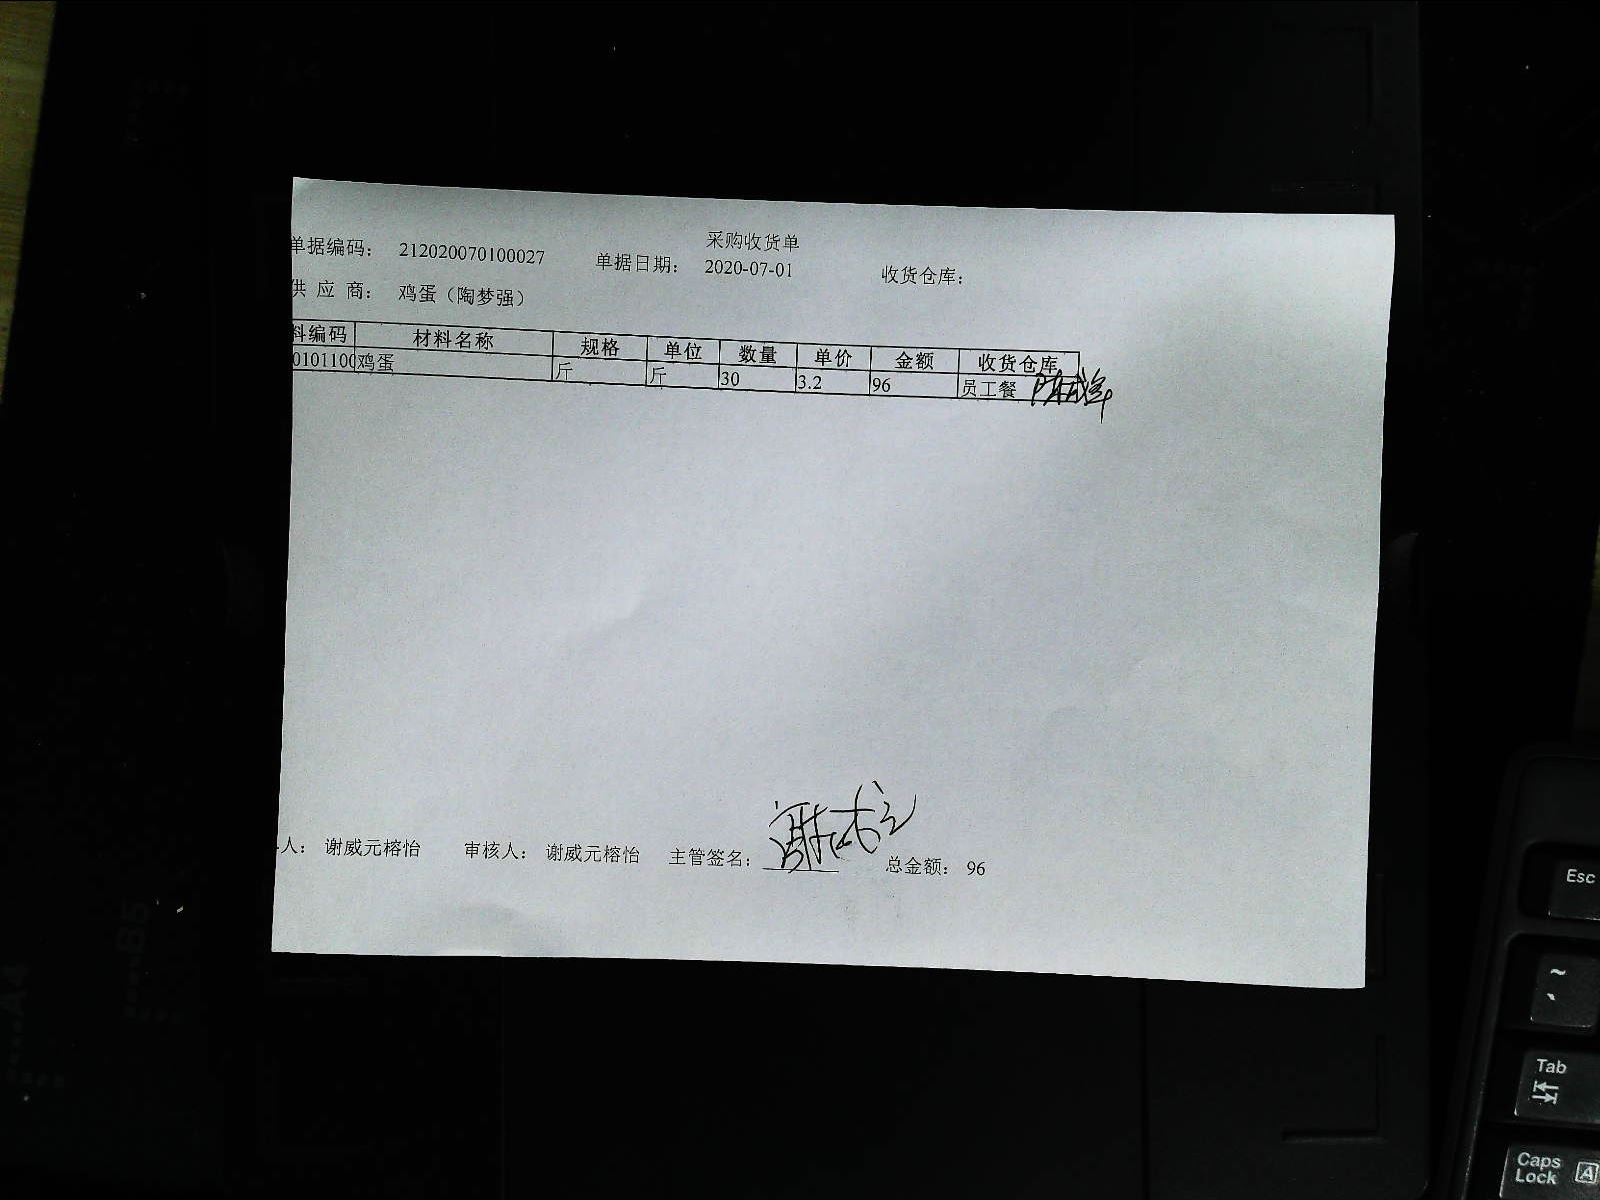 采购收货单
单据编码： 212020070100027 单据日期： 2020-07-01 收货仓库：
供 应 商： 鸡蛋（陶梦强）
料编码 材料名称 规格 单位 数量 单价 金额 收货仓库
0101100 鸡蛋 斤 斤 30 3.2 96 员工餐
人： 谢威元榕怡 审核人： 谢威元榕怡 主管签名： 总金额： 96
Esc
~
Tab
Caps Lock A